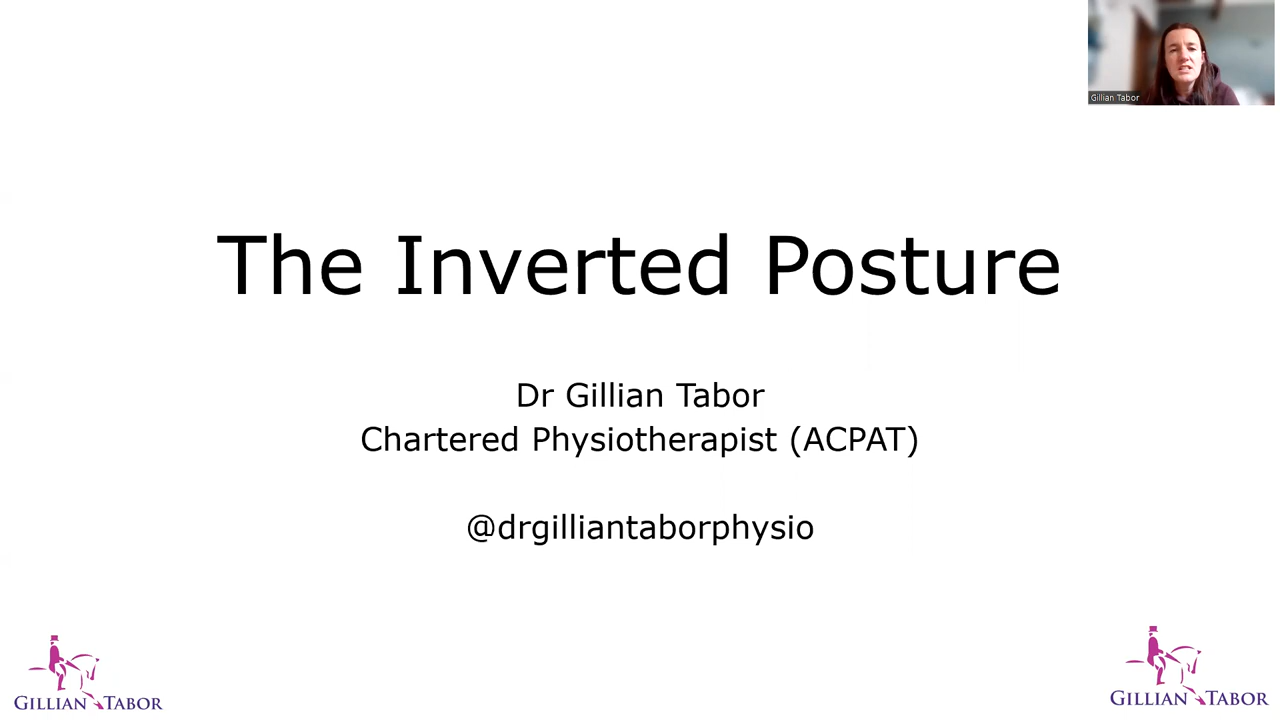 Gillian Tabor
The Inverted Posture
Dr Gillian Tabor
Chartered Physiotherapist (ACPAT)
@drgilliantaborphysio
GILLIAN TABOR
GILLIAN TABOR